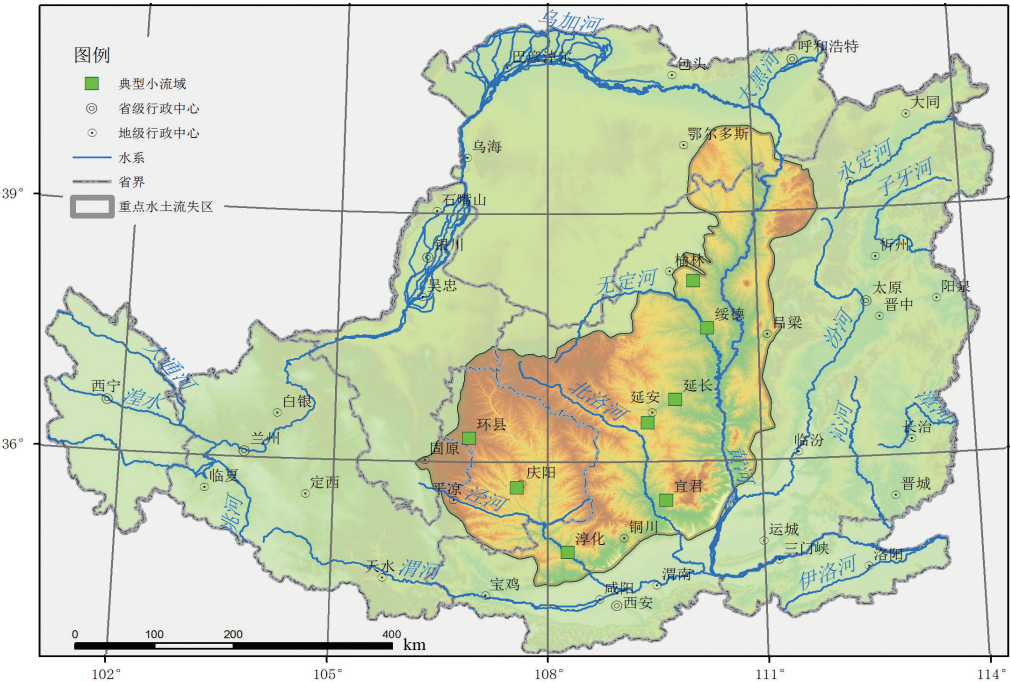 乌加河
呼和浩特
图例
巴彦淖尔
包头
大黑河
典型小流域
省级行政中心
大同
地级行政中心
鄂尔多斯
乌海
水系
永定河
子牙河
省界
39°
石嘴山
重点水土流失区
银川
忻州
榆林
无定河
吴忠
太原
阳泉
晋中
绥德
吕梁
汾河
大通河
西宁
湟水
北洛河
延长
延安
白银
沁河
漳河
环县
长治
36°
兰州
固原
临汾
黄河
临夏
定西
平凉
泾河
庆阳
宜君
晋城
洮河
铜川
运城
淳化
三门峡
洛阳
天水
渭河
伊洛河
宝鸡
咸阳
渭南
西安
0 100 200 400
km
102° 105° 108° 111° 114°